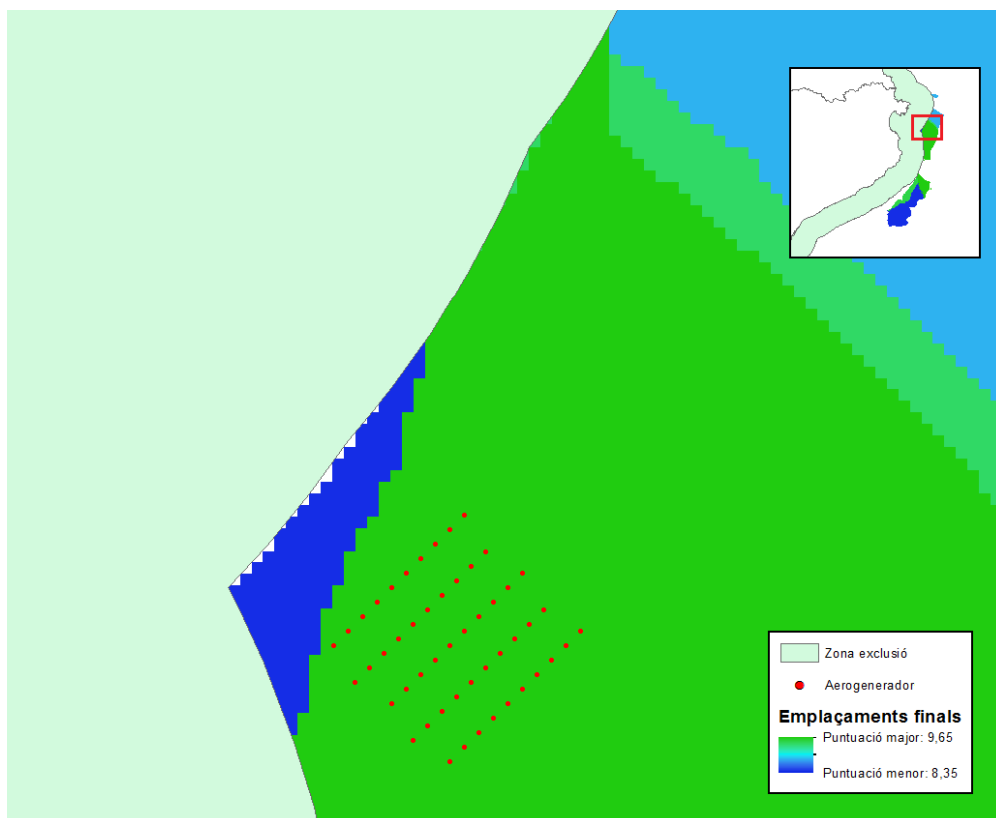 Zona exclusió
Aerogenerador
Emplaçaments finals
Puntuació major: 9,65
Puntuació menor: 8,35